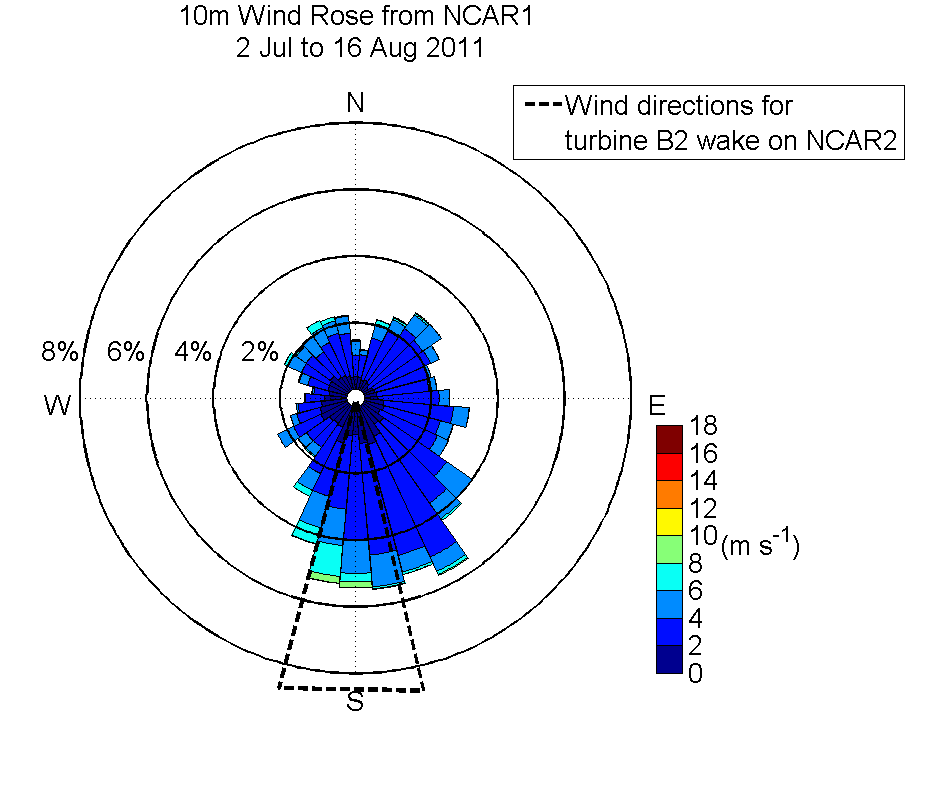 10m Wind Rose from NCAR1
2 Jul to 16 Aug 2011
Wind directions for
turbine B2 wake on NCAR2
N
8% 6% 4% 2%
W
E
S
18
16
14
12
10
8
6
4
2
0
(m s⁻¹)